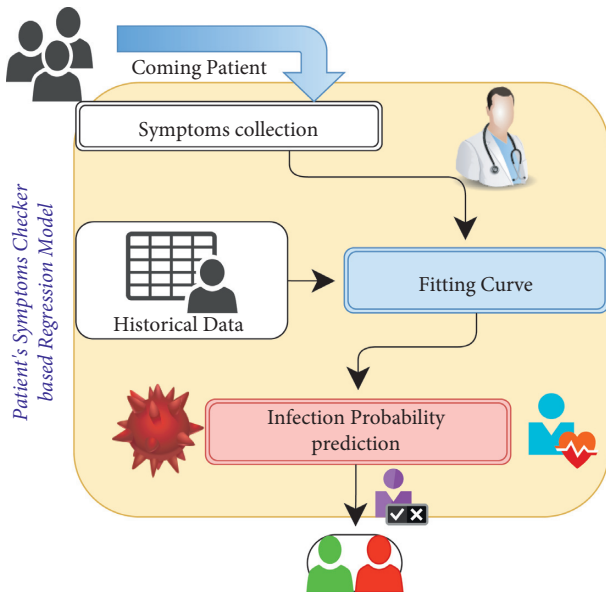 Coming Patient
Symptoms collection
Patient's Symptoms Checker
based Regression Model
Historical Data
Fitting Curve
Infection Probability
prediction